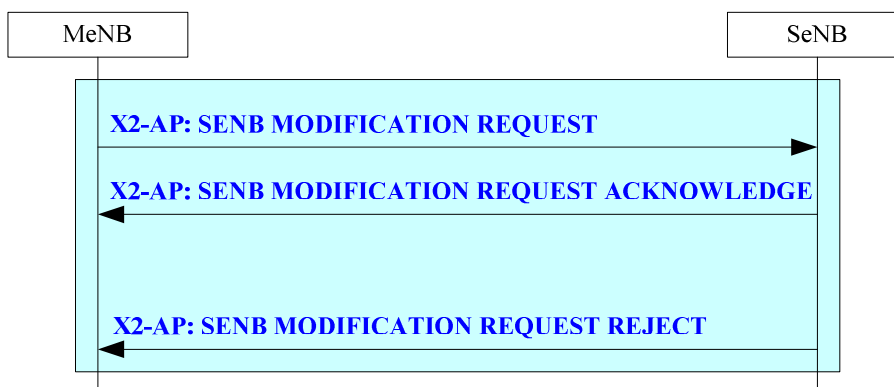 MeNB
SeNB
X2-AP: SENB MODIFICATION REQUEST
X2-AP: SENB MODIFICATION REQUEST ACKNOWLEDGE
X2-AP: SENB MODIFICATION REQUEST REJECT